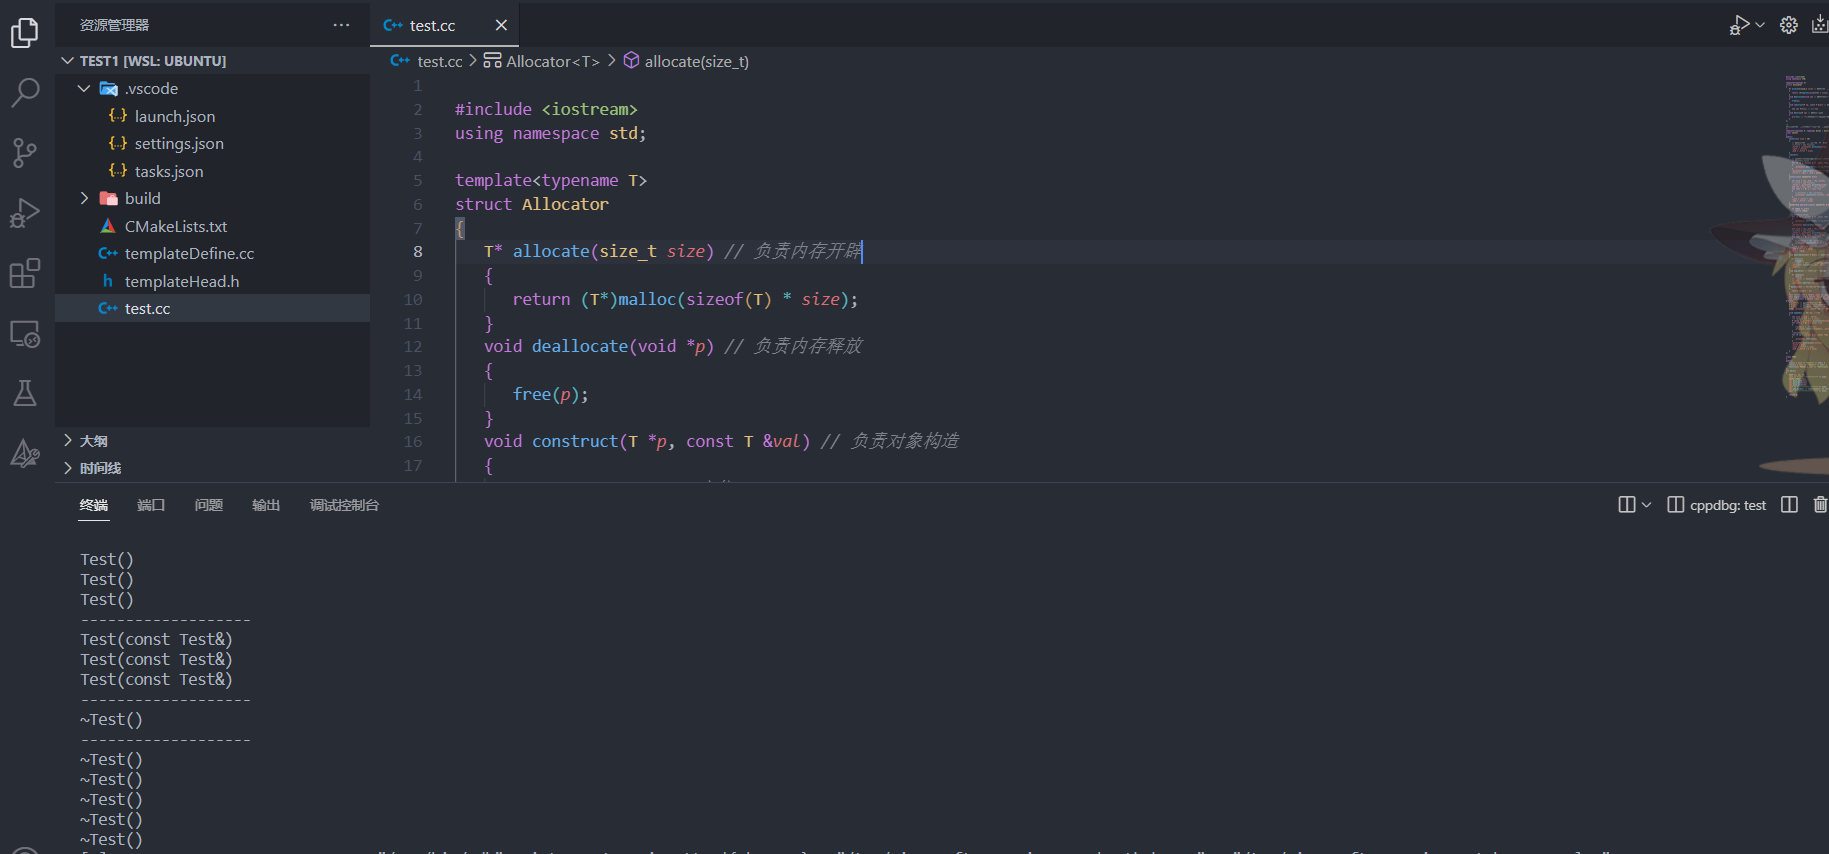 资源管理器
···
test.cc
TEST1 [WSL: UBUNTU]
.vscode
launch.json
settings.json
tasks.json
build
CMakeLists.txt
templateDefine.cc
templateHead.h
test.cc
大纲
时间线
test.cc > Allocator<T> > allocate(size_t)
1
2 #include <iostream>
3 using namespace std;
4
5 template<typename T>
6 struct Allocator
7 {
8 T* allocate(size_t size) // 负责内存开辟
9 {
10 return (T*)malloc(sizeof(T) * size);
11 }
12 void deallocate(void *p) // 负责内存释放
13 {
14 free(p);
15 }
16 void construct(T *p, const T &val) // 负责对象构造
17 {
终端 端口 问题 输出 调试控制台
cppdbg: test
Test()
Test()
Test()
-------------------
Test(const Test&)
Test(const Test&)
Test(const Test&)
-------------------
~Test()
-------------------
~Test()
~Test()
~Test()
~Test()
~Test()